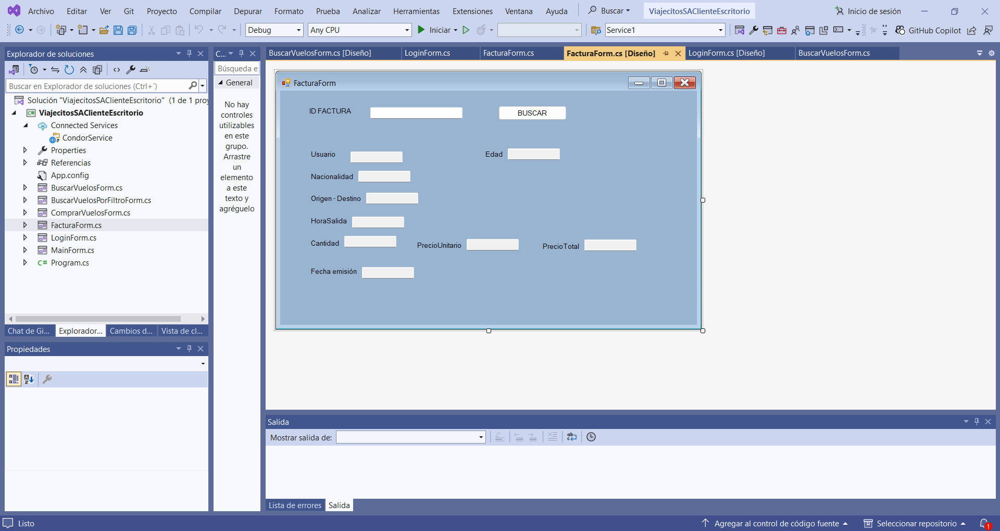 Archivo Editar Ver Git Proyecto Compilar Depurar Formato Prueba Analizar Herramientas Extensiones Ventana Ayuda Buscar ViajecitosSAClienteEscritorio Inicio de sesión
Debug Any CPU Iniciar Service1 GitHub Copilot
Explorador de soluciones
Buscar en Explorador de soluciones (Ctrl+´)
Solución "ViajecitosSAClienteEscritorio" (1 de 1 proy
ViajecitosSAClienteEscritorio
Connected Services
CondorService
Properties
Referencias
App.config
BuscarVuelosForm.cs
BuscarVuelosPorFiltroForm.cs
ComprarVuelosForm.cs
FacturaForm.cs
LoginForm.cs
MainForm.cs
Program.cs
Chat de Gi... Explorador... Cambios d... Vista de cl...
Propiedades
C...
Búsqueda e
General
No hay
controles
utilizables
en este
grupo.
Arrastre
un
elemento
a este
texto y
agréguelo
BuscarVuelosForm.cs [Diseño] LoginForm.cs FacturaForm.cs FacturaForm.cs [Diseño] LoginForm.cs [Diseño] BuscarVuelosForm.cs
FacturaForm
ID FACTURA BUSCAR
Usuario Edad
Nacionalidad
Origen - Destino
HoraSalida
Cantidad PrecioUnitario PrecioTotal
Fecha emisión
Salida
Mostrar salida de:
Lista de errores Salida
Listo Agregar al control de código fuente Seleccionar repositorio 1